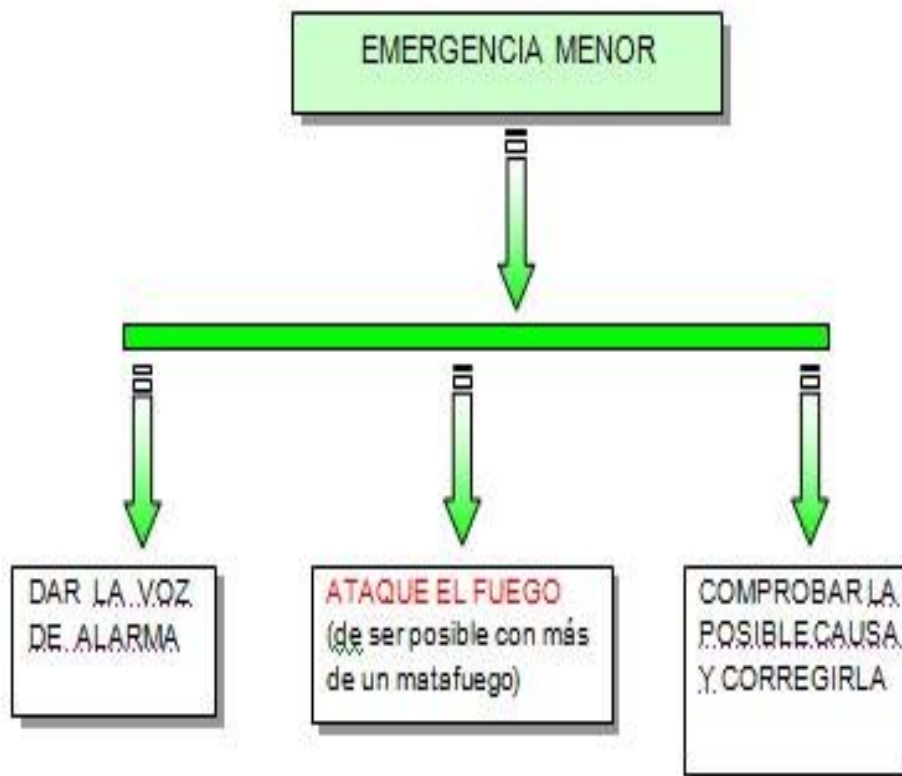 EMERGENCIA MENOR
DAR LA VOZ
DE ALARMA
ATAQUE EL FUEGO
(de ser posible con más
de un matafuego)
COMPROBAR LA
POSIBLE CAUSA
Y CORREGIRLA